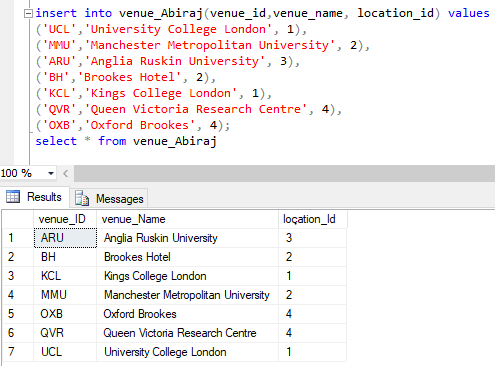 insert into venue_Abiraj(venue_id,venue_name, location_id) values
('UCL','University College London', 1),
('MMU','Manchester Metropolitan University', 2),
('ARU','Anglia Ruskin University', 3),
('BH','Brookes Hotel', 2),
('KCL','Kings College London', 1),
('QVR','Queen Victoria Research Centre', 4),
('OXB','Oxford Brookes', 4);
select * from venue_Abiraj
100 %
Results Messages
venue_ID venue_Name location_Id
1 ARU Anglia Ruskin University 3
2 BH Brookes Hotel 2
3 KCL Kings College London 1
4 MMU Manchester Metropolitan University 2
5 OXB Oxford Brookes 4
6 QVR Queen Victoria Research Centre 4
7 UCL University College London 1